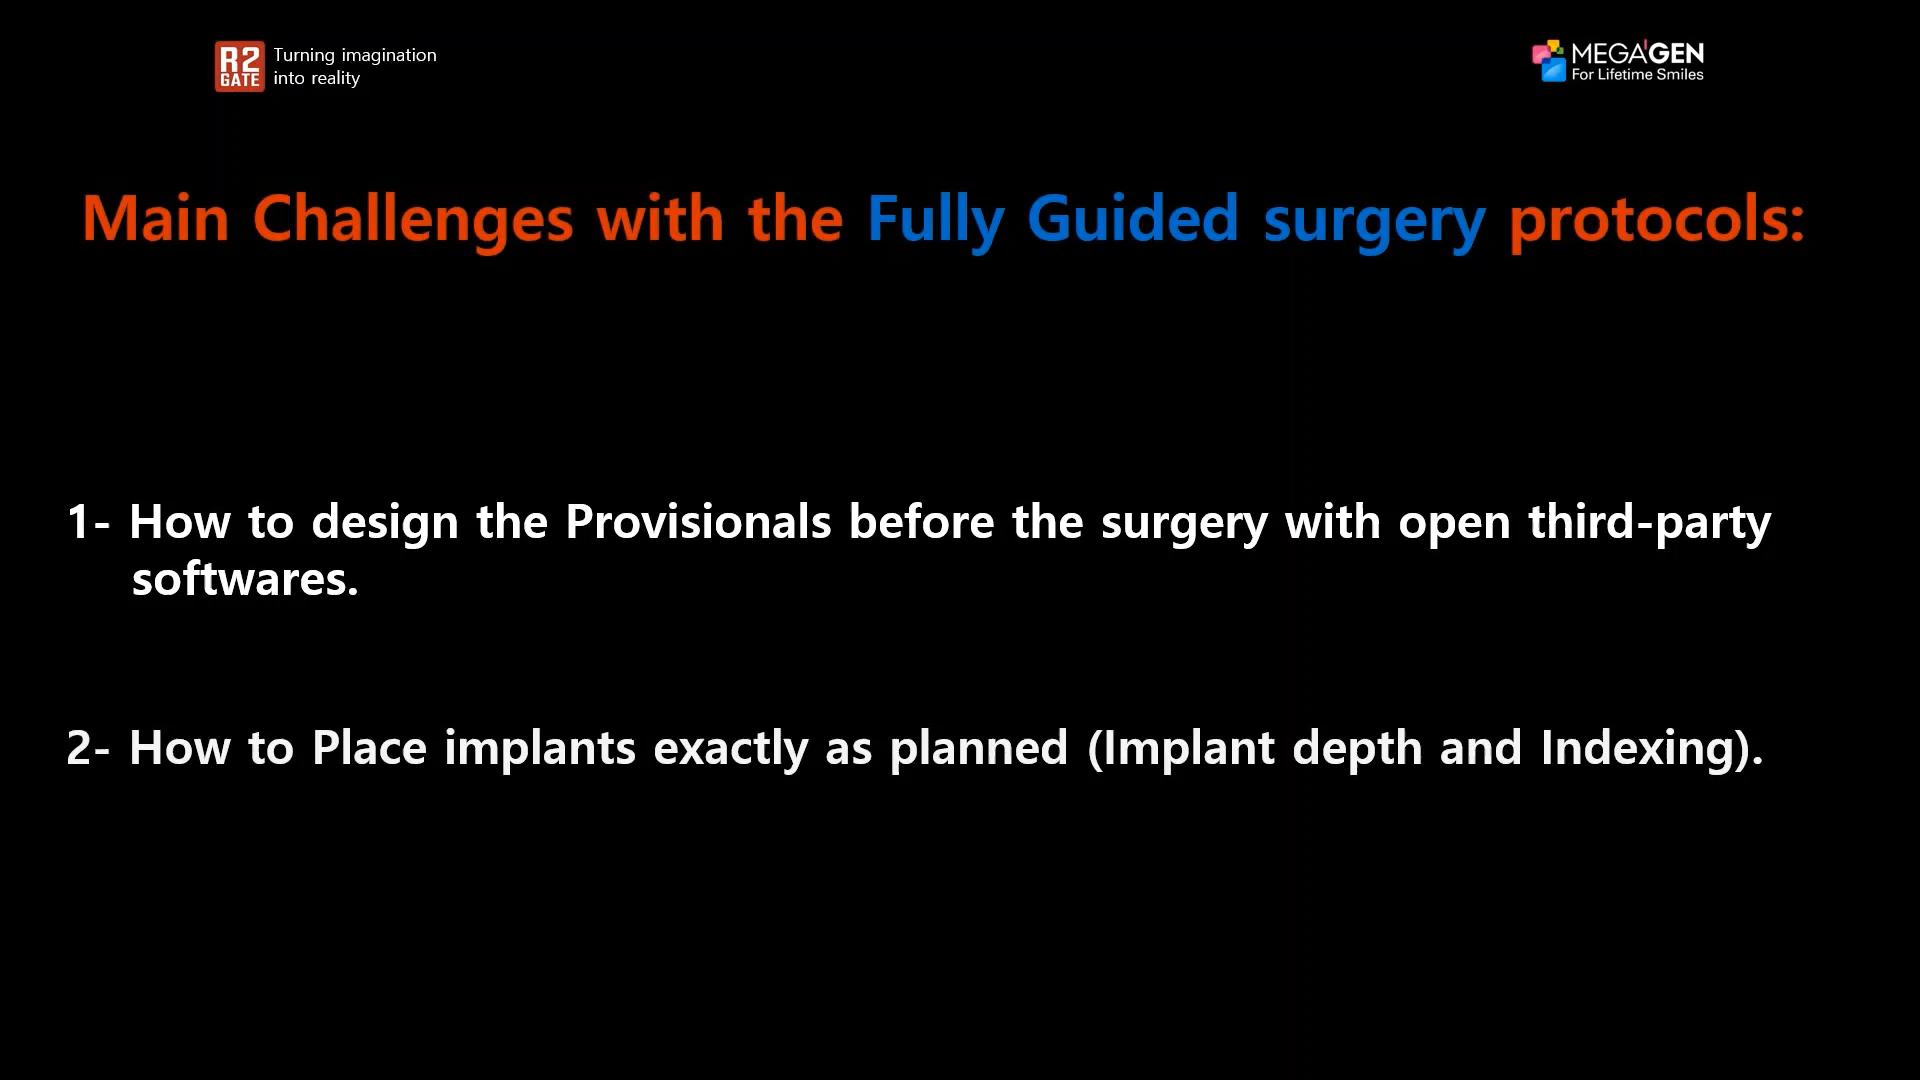 R2
GATE
Turning imagination
into reality
MEGA'GEN
For Lifetime Smiles
Main Challenges with the Fully Guided surgery protocols:
1- How to design the Provisionals before the surgery with open third-party
softwares.
2- How to Place implants exactly as planned (Implant depth and Indexing).